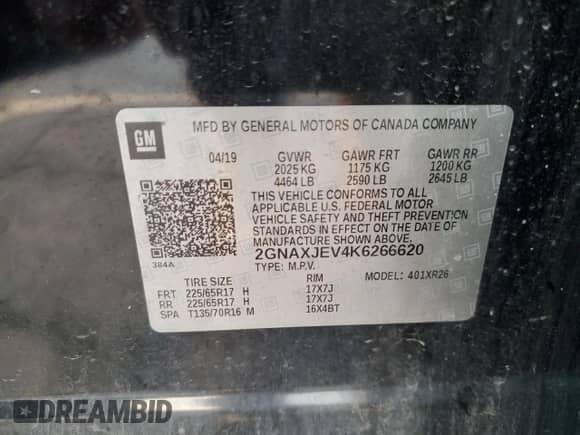 GM
MFD BY GENERAL MOTORS OF CANADA COMPANY
04/19 GVWR GAWR FRT GAWR RR
2025 KG 1175 KG 1200 KG
4464 LB 2590 LB 2645 LB
THIS VEHICLE CONFORMS TO ALL
APPLICABLE U.S. FEDERAL MOTOR
VEHICLE SAFETY AND THEFT PREVENTION
STANDARDS IN EFFECT ON THE DATE OF
MANUFACTURE SHOWN ABOVE.
384A 2GNAXJEV4K6266620
TYPE: M.P.V. MODEL: 401XR26
TIRE SIZE RIM
FRT 225/65R17 H 17X7J
RR 225/65R17 H 17X7J
SPA T135/70R16 M 16X4BT
DREAMBID